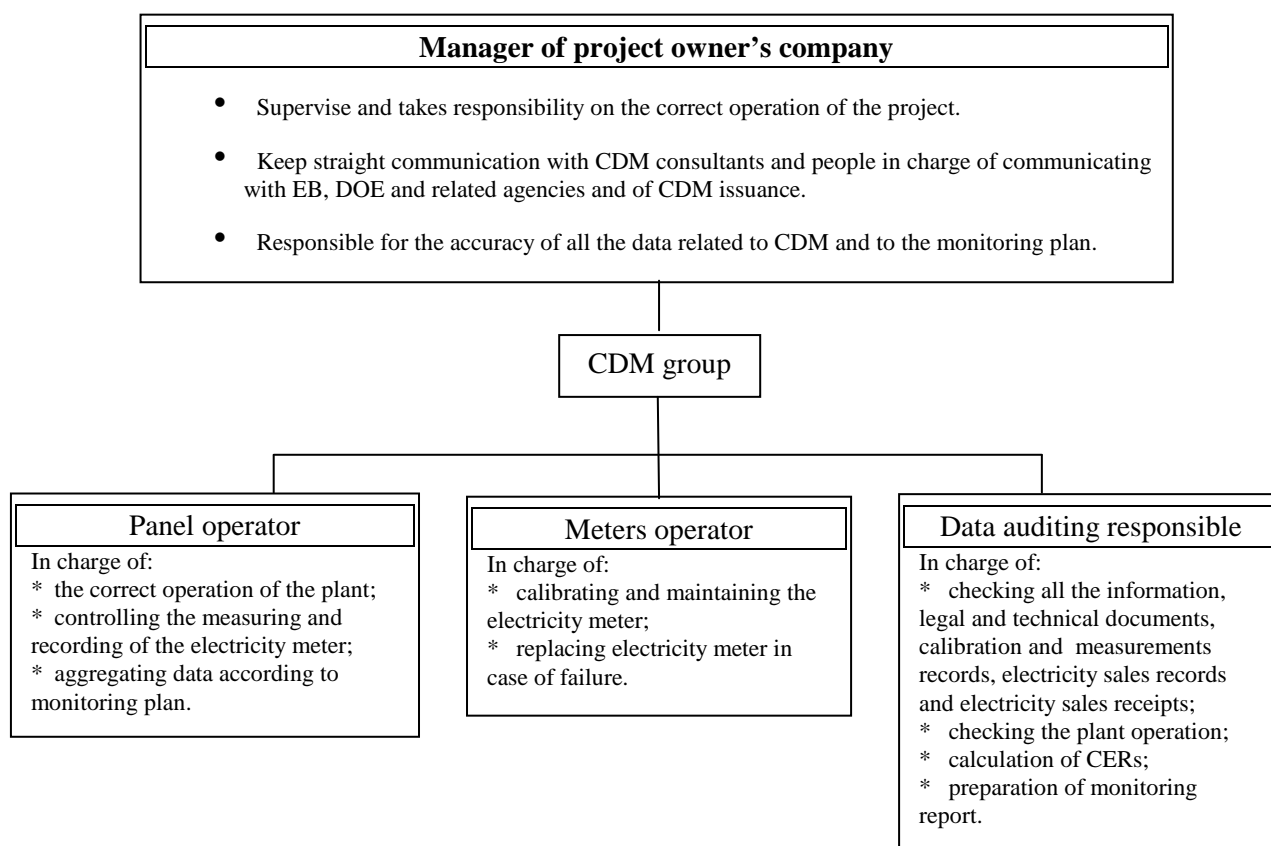 Manager of project owner’s company
• Supervise and takes responsibility on the correct operation of the project.
• Keep straight communication with CDM consultants and people in charge of communicating
with EB, DOE and related agencies and of CDM issuance.
• Responsible for the accuracy of all the data related to CDM and to the monitoring plan.
CDM group
Panel operator
In charge of:
* the correct operation of the plant;
* controlling the measuring and
recording of the electricity meter;
* aggregating data according to
monitoring plan.
Meters operator
In charge of:
* calibrating and maintaining the
electricity meter;
* replacing electricity meter in
case of failure.
Data auditing responsible
In charge of:
* checking all the information,
legal and technical documents,
calibration and measurements
records, electricity sales records
and electricity sales receipts;
* checking the plant operation;
* calculation of CERs;
* preparation of monitoring
report.